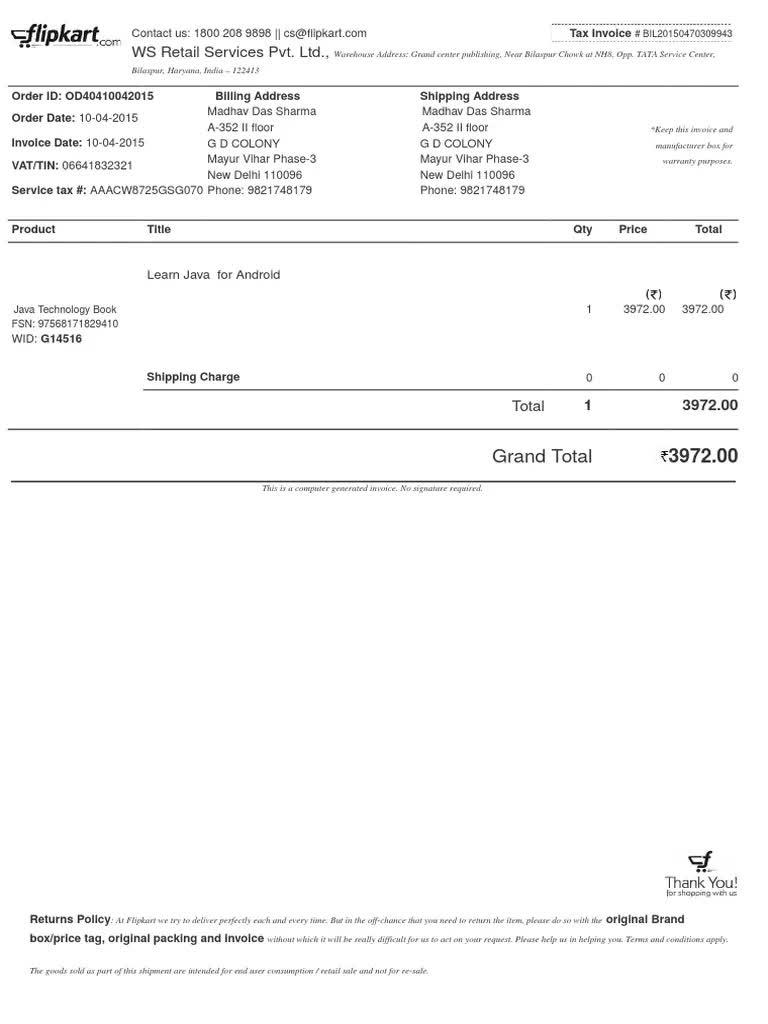 flipkart.com
Contact us: 1800 208 9898 || cs@flipkart.com
Tax Invoice # BIL20150470309943
WS Retail Services Pvt. Ltd., Warehouse Address: Grand center publishing, Near Bilaspur Chowk at NH8, Opp. TATA Service Center,
Bilaspur, Haryana, India – 122413
Order ID: OD40410042015
Order Date: 10-04-2015
Invoice Date: 10-04-2015
VAT/TIN: 06641832321
Service tax #: AAACW8725GSG070
Billing Address
Madhav Das Sharma
A-352 II floor
G D COLONY
Mayur Vihar Phase-3
New Delhi 110096
Phone: 9821748179
Shipping Address
Madhav Das Sharma
A-352 II floor
G D COLONY
Mayur Vihar Phase-3
New Delhi 110096
Phone: 9821748179
*Keep this invoice and
manufacturer box for
warranty purposes.
Product Title Qty Price Total
Learn Java for Android
(₹) (₹)
Java Technology Book 1 3972.00 3972.00
FSN: 97568171829410
WID: G14516
Shipping Charge 0 0 0
Total 1 3972.00
Grand Total ₹3972.00
This is a computer generated invoice. No signature required.
Thank You!
for shopping with us
Returns Policy: At Flipkart we try to deliver perfectly each and every time. But in the off-chance that you need to return the item, please do so with the original Brand
box/price tag, original packing and invoice without which it will be really difficult for us to act on your request. Please help us in helping you. Terms and conditions apply.
The goods sold as part of this shipment are intended for end user consumption / retail sale and not for re-sale.